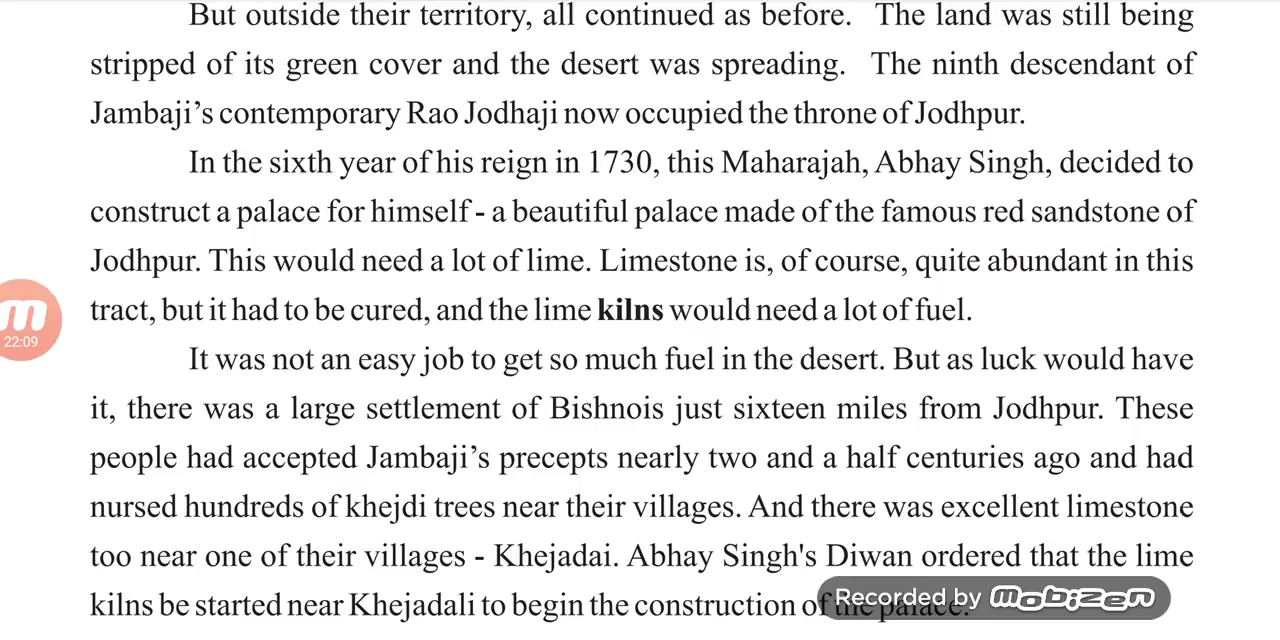 But outside their territory, all continued as before. The land was still being
stripped of its green cover and the desert was spreading. The ninth descendant of
Jambaji’s contemporary Rao Jodhaji now occupied the throne of Jodhpur.
In the sixth year of his reign in 1730, this Maharajah, Abhay Singh, decided to
construct a palace for himself - a beautiful palace made of the famous red sandstone of
Jodhpur. This would need a lot of lime. Limestone is, of course, quite abundant in this
tract, but it had to be cured, and the lime kilns would need a lot of fuel.
22:09
It was not an easy job to get so much fuel in the desert. But as luck would have
it, there was a large settlement of Bishnois just sixteen miles from Jodhpur. These
people had accepted Jambaji’s precepts nearly two and a half centuries ago and had
nursed hundreds of khejdi trees near their villages. And there was excellent limestone
too near one of their villages - Khejadai. Abhay Singh's Diwan ordered that the lime
kilns be started near Khejadali to begin the construction of the palace.
Recorded by mobizen